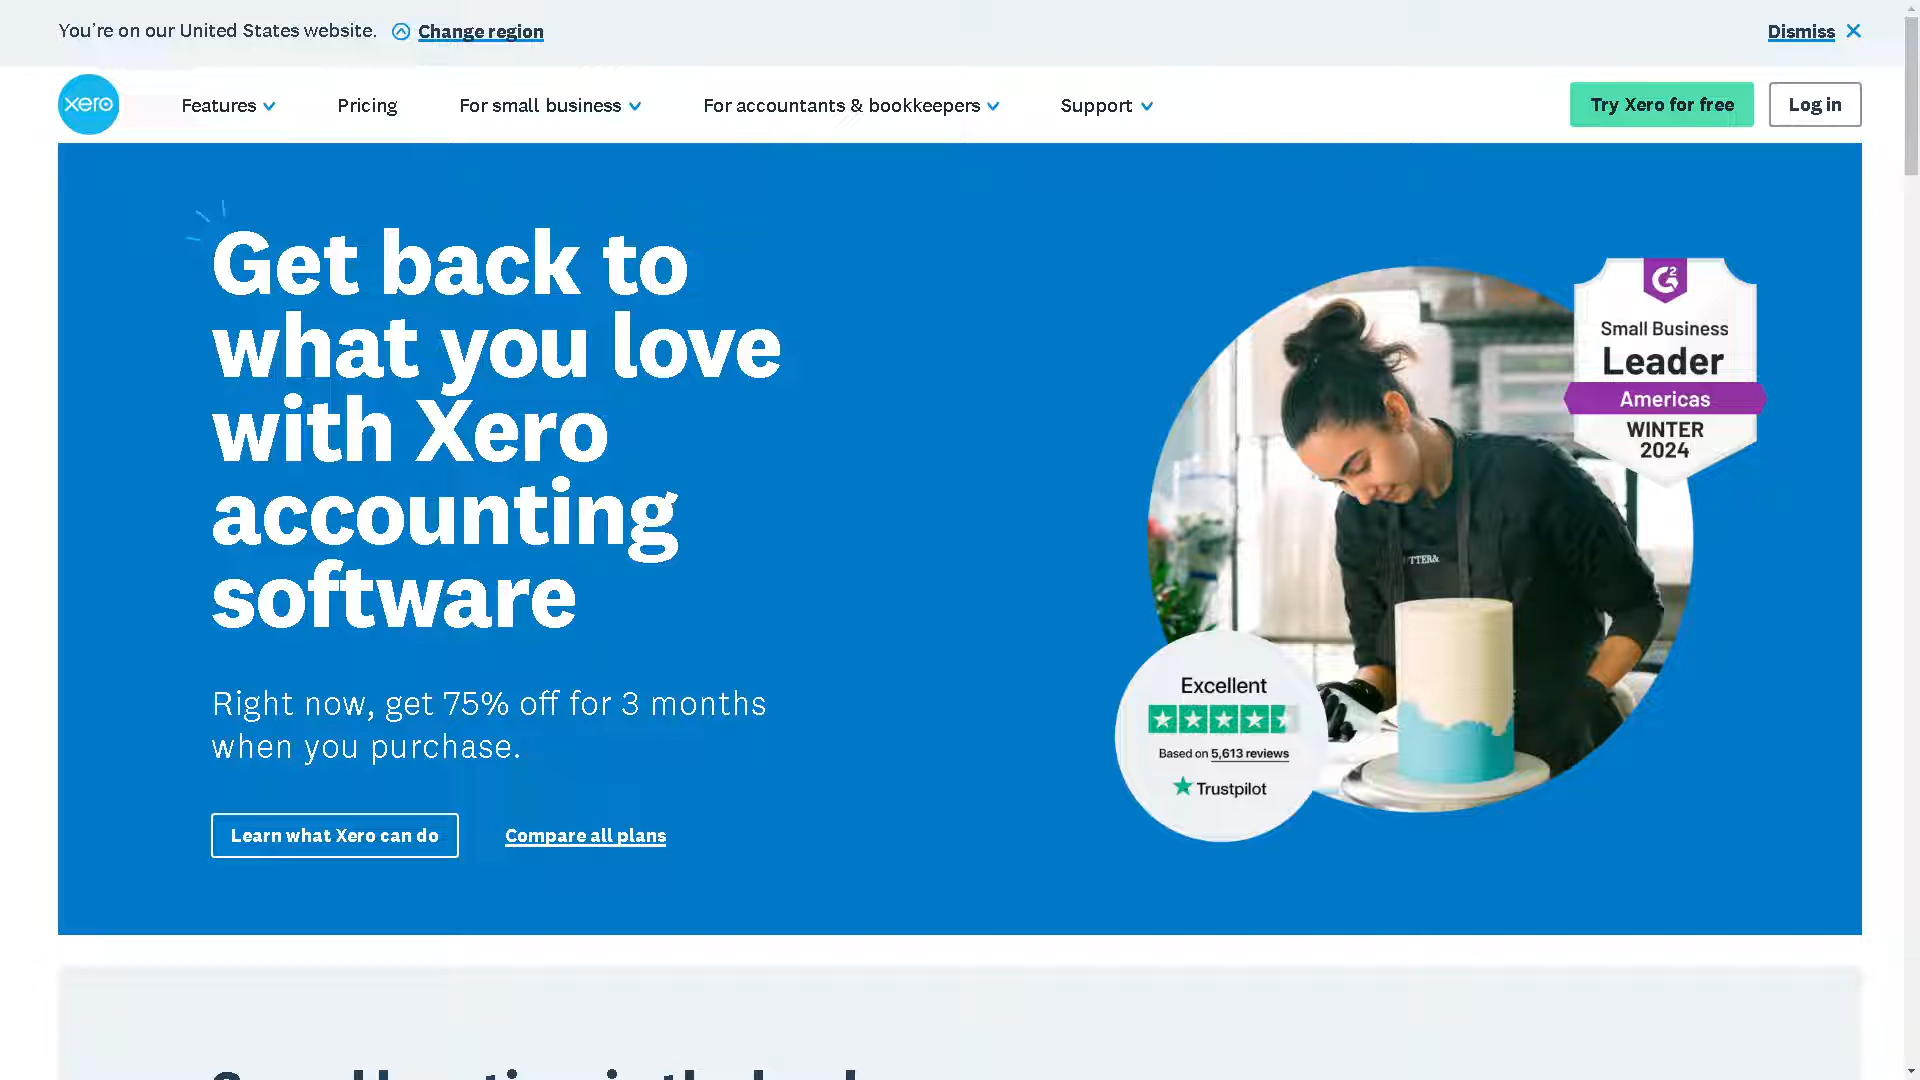 You're on our United States website. Change region Dismiss
xero Features Pricing For small business For accountants & bookkeepers Support Try Xero for free Log in
Get back to
what you love
with Xero
accounting
software
Right now, get 75% off for 3 months
when you purchase.
Learn what Xero can do Compare all plans
G2
Small Business
Leader
Americas
WINTER
2024
Excellent
Based on 5,613 reviews
Trustpilot